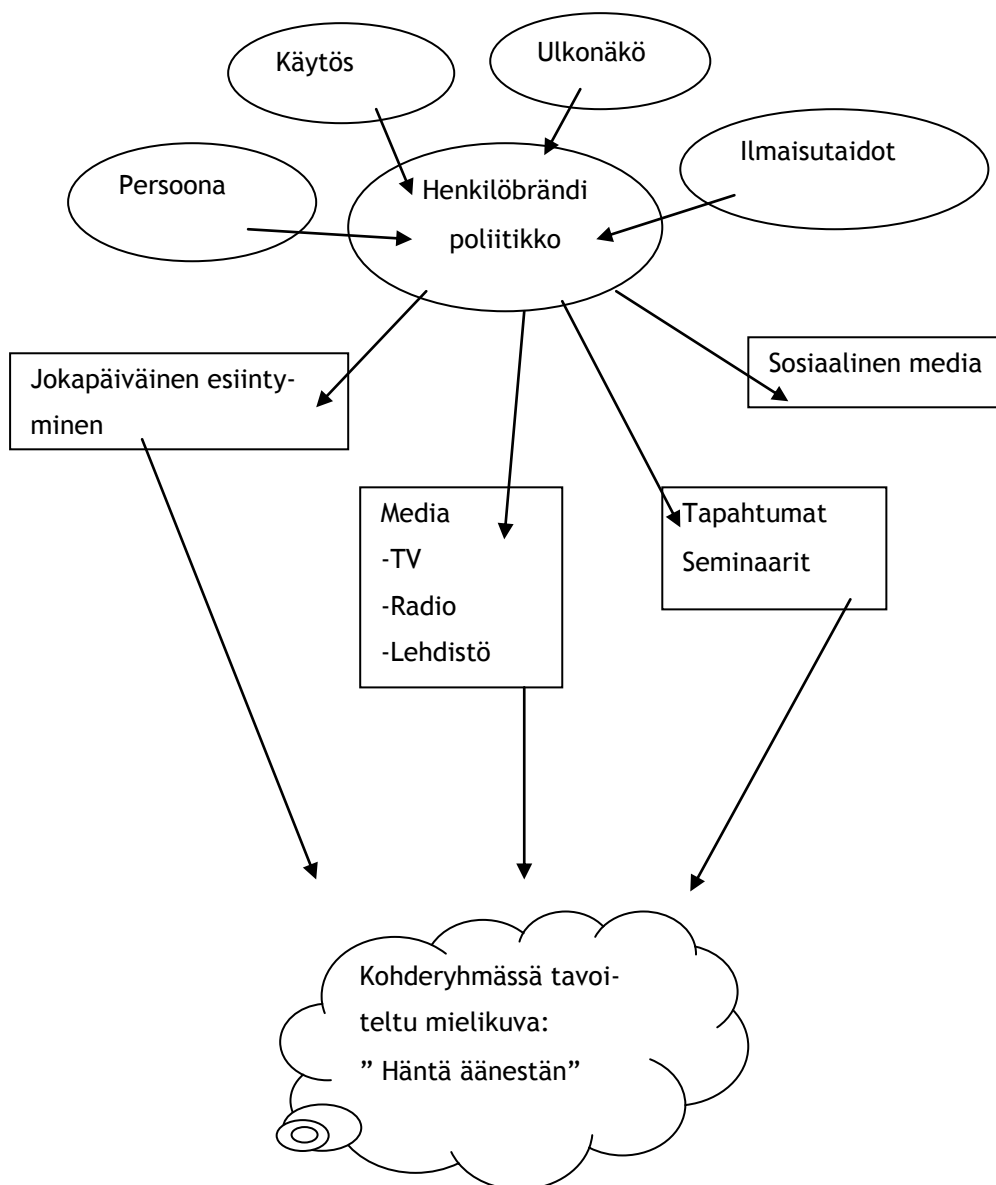 Käytös
Ulkonäkö
Persoona
Ilmaisutaidot
Henkilöbrändi
poliitikko
Jokapäiväinen esiinty-
minen
Sosiaalinen media
Media
-TV
-Radio
-Lehdistö
Tapahtumat
Seminaarit
Kohderyhmässä tavoi-
teltu mielikuva:
” Häntä äänestän”